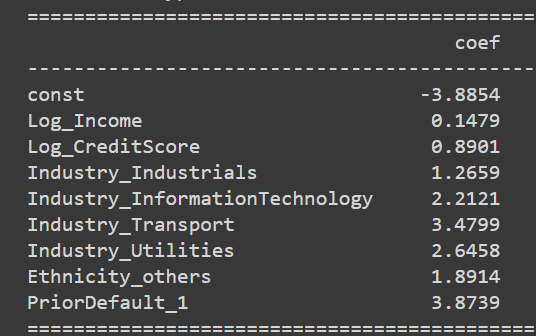 ==============================================
coef
----------------------------------------------
const -3.8854
Log_Income 0.1479
Log_CreditScore 0.8901
Industry_Industrials 1.2659
Industry_InformationTechnology 2.2121
Industry_Transport 3.4799
Industry_Utilities 2.6458
Ethnicity_others 1.8914
PriorDefault_1 3.8739
==============================================